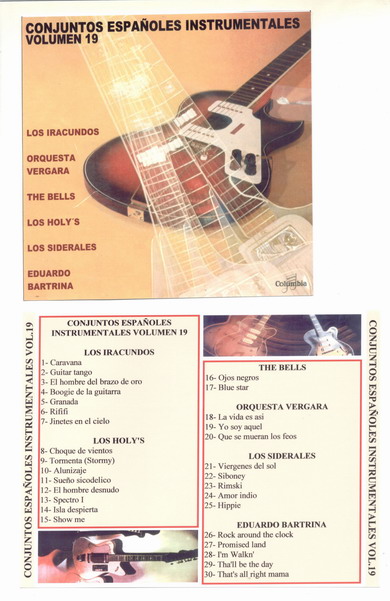 CONJUNTOS ESPAÑOLES INSTRUMENTALES
VOLUMEN 19
LOS IRACUNDOS
ORQUESTA
VERGARA
THE BELLS
LOS HOLY´S
LOS SIDERALES
EDUARDO
BARTRINA
Columbia
CONJUNTOS ESPAÑOLES INSTRUMENTALES VOL.19
CONJUNTOS ESPAÑOLES
INSTRUMENTALES VOLUMEN 19
LOS IRACUNDOS
1- Caravana
2- Guitar tango
3- El hombre del brazo de oro
4- Boogie de la guitarra
5- Granada
6- Rififi
7- Jinetes en el cielo
LOS HOLY'S
8- Choque de vientos
9- Tormenta (Stormy)
10- Alunizaje
11- Sueño sicodelico
12- El hombre desnudo
13- Spectro I
14- Isla despierta
15- Show me
THE BELLS
16- Ojos negros
17- Blue star
ORQUESTA VERGARA
18- La vida es asi
19- Yo soy aquel
20- Que se mueran los feos
LOS SIDERALES
21- Viergenes del sol
22- Siboney
23- Rimski
24- Amor indio
25- Hippie
EDUARDO BARTRINA
26- Rock around the clock
27- Promised land
28- I'm Walkn'
29- Tha'll be the day
30- That's all right mama
CONJUNTOS ESPAÑOLES INSTRUMENTALES VOL.19